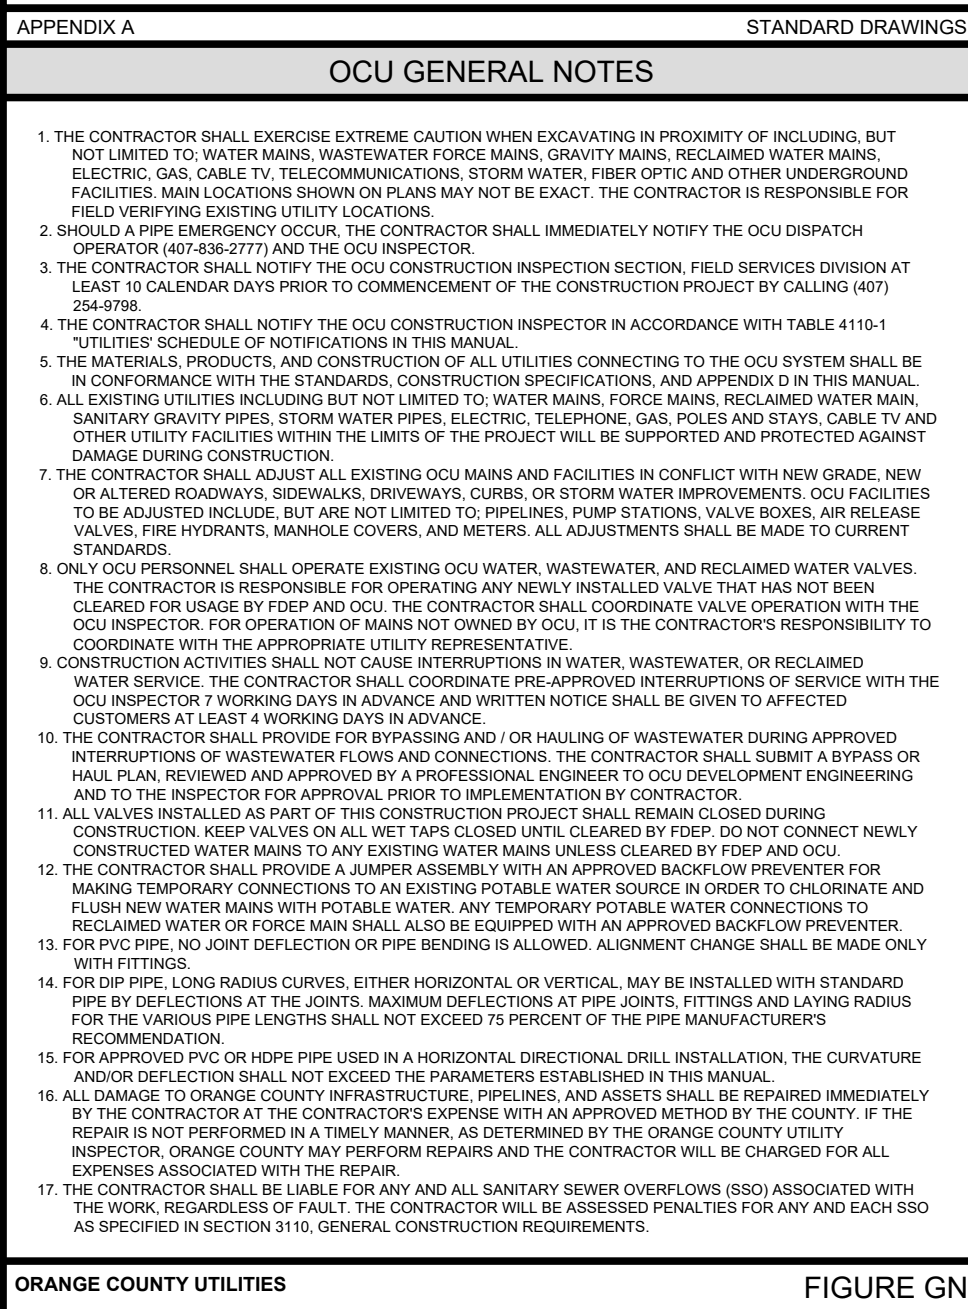 APPENDIX A
STANDARD DRAWINGS
OCU GENERAL NOTES
1. THE CONTRACTOR SHALL EXERCISE EXTREME CAUTION WHEN EXCAVATING IN PROXIMITY OF INCLUDING, BUT
NOT LIMITED TO; WATER MAINS, WASTEWATER FORCE MAINS, GRAVITY MAINS, RECLAIMED WATER MAINS,
ELECTRIC, GAS, CABLE TV, TELECOMMUNICATIONS, STORM WATER, FIBER OPTIC AND OTHER UNDERGROUND
FACILITIES. MAIN LOCATIONS SHOWN ON PLANS MAY NOT BE EXACT. THE CONTRACTOR IS RESPONSIBLE FOR
FIELD VERIFYING EXISTING UTILITY LOCATIONS.
2. SHOULD A PIPE EMERGENCY OCCUR, THE CONTRACTOR SHALL IMMEDIATELY NOTIFY THE OCU DISPATCH
OPERATOR (407-836-2777) AND THE OCU INSPECTOR.
3. THE CONTRACTOR SHALL NOTIFY THE OCU CONSTRUCTION INSPECTION SECTION, FIELD SERVICES DIVISION AT
LEAST 10 CALENDAR DAYS PRIOR TO COMMENCEMENT OF THE CONSTRUCTION PROJECT BY CALLING (407)
254-9798.
4. THE CONTRACTOR SHALL NOTIFY THE OCU CONSTRUCTION INSPECTOR IN ACCORDANCE WITH TABLE 4110-1
"UTILITIES' SCHEDULE OF NOTIFICATIONS IN THIS MANUAL.
5. THE MATERIALS, PRODUCTS, AND CONSTRUCTION OF ALL UTILITIES CONNECTING TO THE OCU SYSTEM SHALL BE
IN CONFORMANCE WITH THE STANDARDS, CONSTRUCTION SPECIFICATIONS, AND APPENDIX D IN THIS MANUAL.
6. ALL EXISTING UTILITIES INCLUDING BUT NOT LIMITED TO; WATER MAINS, FORCE MAINS, RECLAIMED WATER MAIN,
SANITARY GRAVITY PIPES, STORM WATER PIPES, ELECTRIC, TELEPHONE, GAS, POLES AND STAYS, CABLE TV AND
OTHER UTILITY FACILITIES WITHIN THE LIMITS OF THE PROJECT WILL BE SUPPORTED AND PROTECTED AGAINST
DAMAGE DURING CONSTRUCTION.
7. THE CONTRACTOR SHALL ADJUST ALL EXISTING OCU MAINS AND FACILITIES IN CONFLICT WITH NEW GRADE, NEW
OR ALTERED ROADWAYS, SIDEWALKS, DRIVEWAYS, CURBS, OR STORM WATER IMPROVEMENTS. OCU FACILITIES
TO BE ADJUSTED INCLUDE, BUT ARE NOT LIMITED TO; PIPELINES, PUMP STATIONS, VALVE BOXES, AIR RELEASE
VALVES, FIRE HYDRANTS, MANHOLE COVERS, AND METERS. ALL ADJUSTMENTS SHALL BE MADE TO CURRENT
STANDARDS.
8. ONLY OCU PERSONNEL SHALL OPERATE EXISTING OCU WATER, WASTEWATER, AND RECLAIMED WATER VALVES.
THE CONTRACTOR IS RESPONSIBLE FOR OPERATING ANY NEWLY INSTALLED VALVE THAT HAS NOT BEEN
CLEARED FOR USAGE BY FDEP AND OCU. THE CONTRACTOR SHALL COORDINATE VALVE OPERATION WITH THE
OCU INSPECTOR. FOR OPERATION OF MAINS NOT OWNED BY OCU, IT IS THE CONTRACTOR'S RESPONSIBILITY TO
COORDINATE WITH THE APPROPRIATE UTILITY REPRESENTATIVE.
9. CONSTRUCTION ACTIVITIES SHALL NOT CAUSE INTERRUPTIONS IN WATER, WASTEWATER, OR RECLAIMED
WATER SERVICE. THE CONTRACTOR SHALL COORDINATE PRE-APPROVED INTERRUPTIONS OF SERVICE WITH THE
OCU INSPECTOR 7 WORKING DAYS IN ADVANCE AND WRITTEN NOTICE SHALL BE GIVEN TO AFFECTED
CUSTOMERS AT LEAST 4 WORKING DAYS IN ADVANCE.
10. THE CONTRACTOR SHALL PROVIDE FOR BYPASSING AND / OR HAULING OF WASTEWATER DURING APPROVED
INTERRUPTIONS OF WASTEWATER FLOWS AND CONNECTIONS. THE CONTRACTOR SHALL SUBMIT A BYPASS OR
HAUL PLAN, REVIEWED AND APPROVED BY A PROFESSIONAL ENGINEER TO OCU DEVELOPMENT ENGINEERING
AND TO THE INSPECTOR FOR APPROVAL PRIOR TO IMPLEMENTATION BY CONTRACTOR.
11. ALL VALVES INSTALLED AS PART OF THIS CONSTRUCTION PROJECT SHALL REMAIN CLOSED DURING
CONSTRUCTION. KEEP VALVES ON ALL WET TAPS CLOSED UNTIL CLEARED BY FDEP. DO NOT CONNECT NEWLY
CONSTRUCTED WATER MAINS TO ANY EXISTING WATER MAINS UNLESS CLEARED BY FDEP AND OCU.
12. THE CONTRACTOR SHALL PROVIDE A JUMPER ASSEMBLY WITH AN APPROVED BACKFLOW PREVENTER FOR
MAKING TEMPORARY CONNECTIONS TO AN EXISTING POTABLE WATER SOURCE IN ORDER TO CHLORINATE AND
FLUSH NEW WATER MAINS WITH POTABLE WATER. ANY TEMPORARY POTABLE WATER CONNECTIONS TO
RECLAIMED WATER OR FORCE MAIN SHALL ALSO BE EQUIPPED WITH AN APPROVED BACKFLOW PREVENTER.
13. FOR PVC PIPE, NO JOINT DEFLECTION OR PIPE BENDING IS ALLOWED. ALIGNMENT CHANGE SHALL BE MADE ONLY
WITH FITTINGS.
14. FOR DIP PIPE, LONG RADIUS CURVES, EITHER HORIZONTAL OR VERTICAL, MAY BE INSTALLED WITH STANDARD
PIPE BY DEFLECTIONS AT THE JOINTS. MAXIMUM DEFLECTIONS AT PIPE JOINTS, FITTINGS AND LAYING RADIUS
FOR THE VARIOUS PIPE LENGTHS SHALL NOT EXCEED 75 PERCENT OF THE PIPE MANUFACTURER'S
RECOMMENDATION.
15. FOR APPROVED PVC OR HDPE PIPE USED IN A HORIZONTAL DIRECTIONAL DRILL INSTALLATION, THE CURVATURE
AND/OR DEFLECTION SHALL NOT EXCEED THE PARAMETERS ESTABLISHED IN THIS MANUAL.
16. ALL DAMAGE TO ORANGE COUNTY INFRASTRUCTURE, PIPELINES, AND ASSETS SHALL BE REPAIRED IMMEDIATELY
BY THE CONTRACTOR AT THE CONTRACTOR'S EXPENSE WITH AN APPROVED METHOD BY THE COUNTY. IF THE
REPAIR IS NOT PERFORMED IN A TIMELY MANNER, AS DETERMINED BY THE ORANGE COUNTY UTILITY
INSPECTOR, ORANGE COUNTY MAY PERFORM REPAIRS AND THE CONTRACTOR WILL BE CHARGED FOR ALL
EXPENSES ASSOCIATED WITH THE REPAIR.
17. THE CONTRACTOR SHALL BE LIABLE FOR ANY AND ALL SANITARY SEWER OVERFLOWS (SSO) ASSOCIATED WITH
THE WORK, REGARDLESS OF FAULT. THE CONTRACTOR WILL BE ASSESSED PENALTIES FOR ANY AND EACH SSO
AS SPECIFIED IN SECTION 3110, GENERAL CONSTRUCTION REQUIREMENTS.
ORANGE COUNTY UTILITIES
FIGURE GN